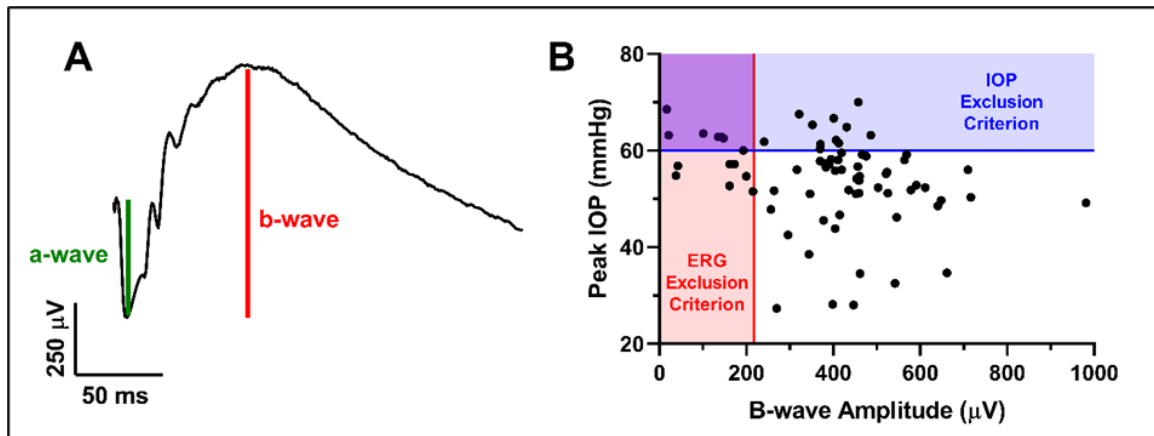 A
a-wave
b-wave
250 μV
50 ms
B
Peak IOP (mmHg)
80
60
40
20
IOP
Exclusion
Criterion
ERG
Exclusion
Criterion
0
200
400
600
800
1000
B-wave Amplitude (μV)